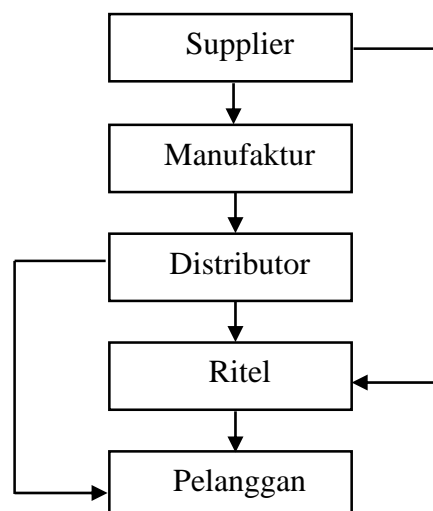 Supplier
Manufaktur
Distributor
Ritel
Pelanggan